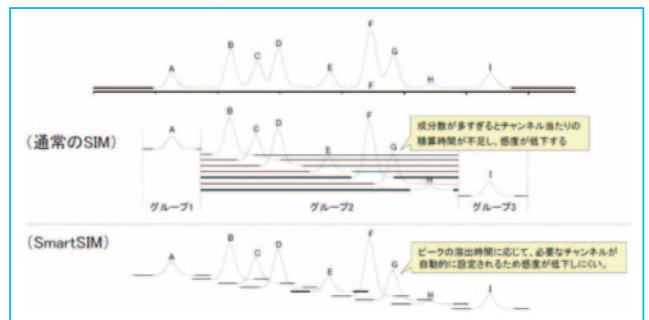 A B C D E F G H I
F
(通常のSIM)
A B C D E F G H I
成分数が多すぎるとチャンネル当たりの
積算時間が不足し、感度が低下する
グループ1 グループ2 グループ3
(SmartSIM)
A B C D E F G H I
ピークの溶出時間に応じて、必要なチャンネルが
自動的に設定されるため感度が低下しにくい。